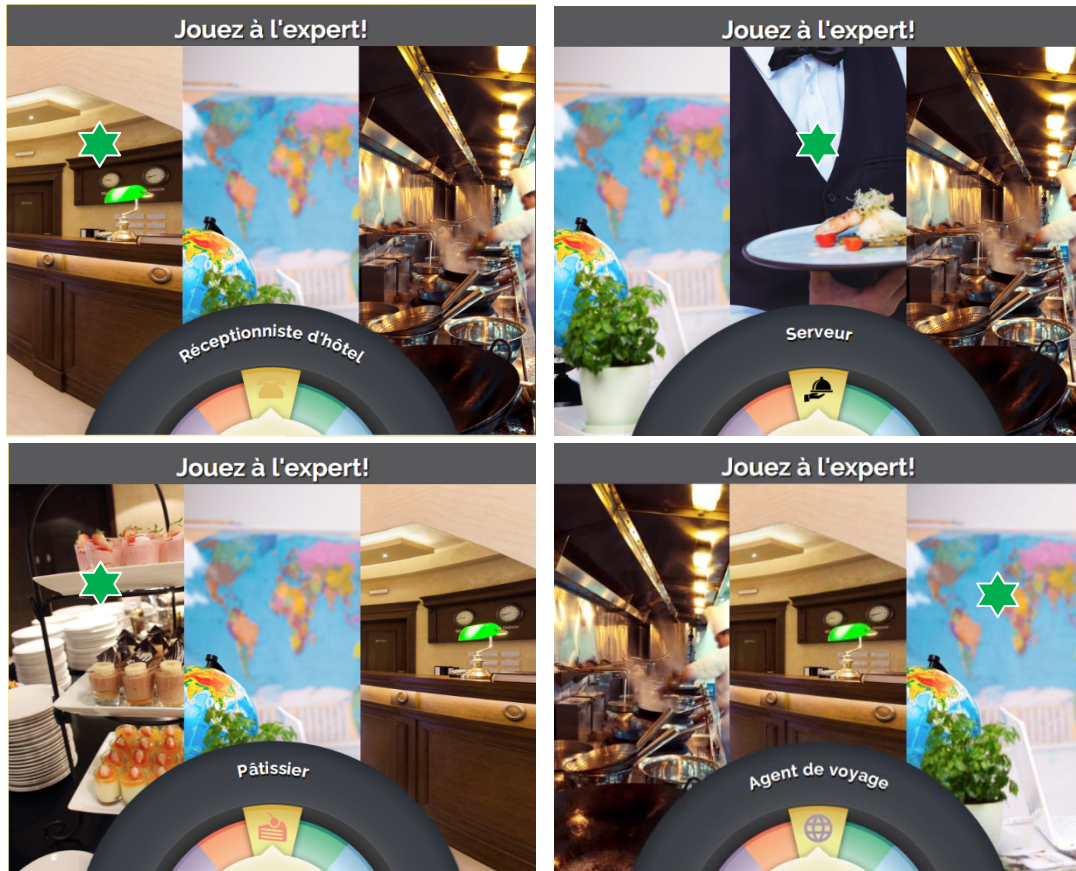 Jouez à l'expert!
Réceptionniste d'hôtel
Jouez à l'expert!
Serveur
Jouez à l'expert!
Pâtissier
Jouez à l'expert!
Agent de voyage